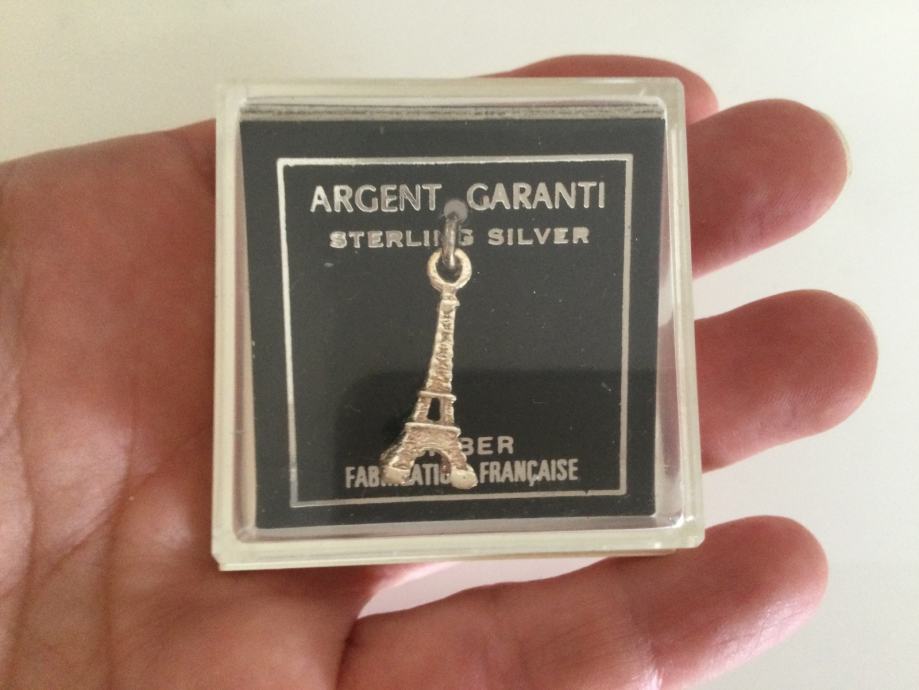 ARGENT GARANTI
STERLING SILVER
FABRICATION FRANÇAISE